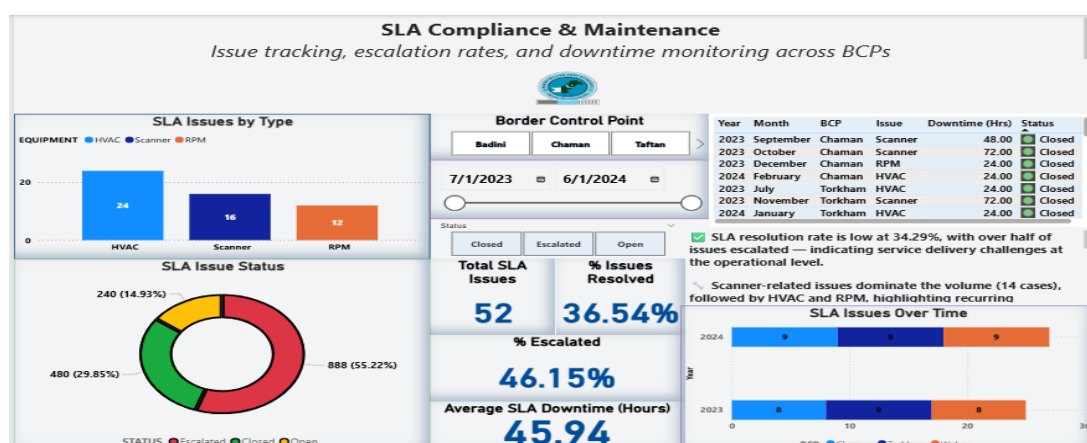 SLA Compliance & Maintenance
Issue tracking, escalation rates, and downtime monitoring across BCPs
SLA Issues by Type
EQUIPMENT HVAC Scanner RPM
20
0
24
16
12
HVAC Scanner RPM
Border Control Point
Badini Chaman Taftan
7/1/2023 6/1/2024
Status
Closed Escalated Open
Year Month BCP Issue Downtime (Hrs) Status
2023 September Chaman Scanner 48.00 Closed
2023 October Chaman Scanner 72.00 Closed
2023 December Chaman RPM 24.00 Closed
2024 February Chaman HVAC 24.00 Closed
2023 July Torkham HVAC 24.00 Closed
2023 November Torkham Scanner 72.00 Closed
2024 January Torkham HVAC 24.00 Closed
SLA resolution rate is low at 34.29%, with over half of
issues escalated — indicating service delivery challenges at
the operational level.
Scanner-related issues dominate the volume (14 cases),
followed by HVAC and RPM, highlighting recurring
SLA Issue Status
240 (14.93%)
480 (29.85%)
888 (55.22%)
STATUS Escalated Closed Open
Total SLA
Issues
52
% Issues
Resolved
36.54%
% Escalated
46.15%
Average SLA Downtime (Hours)
45.94
SLA Issues Over Time
Year
2024
9 9 9
2023
8 9 8
0 10 20